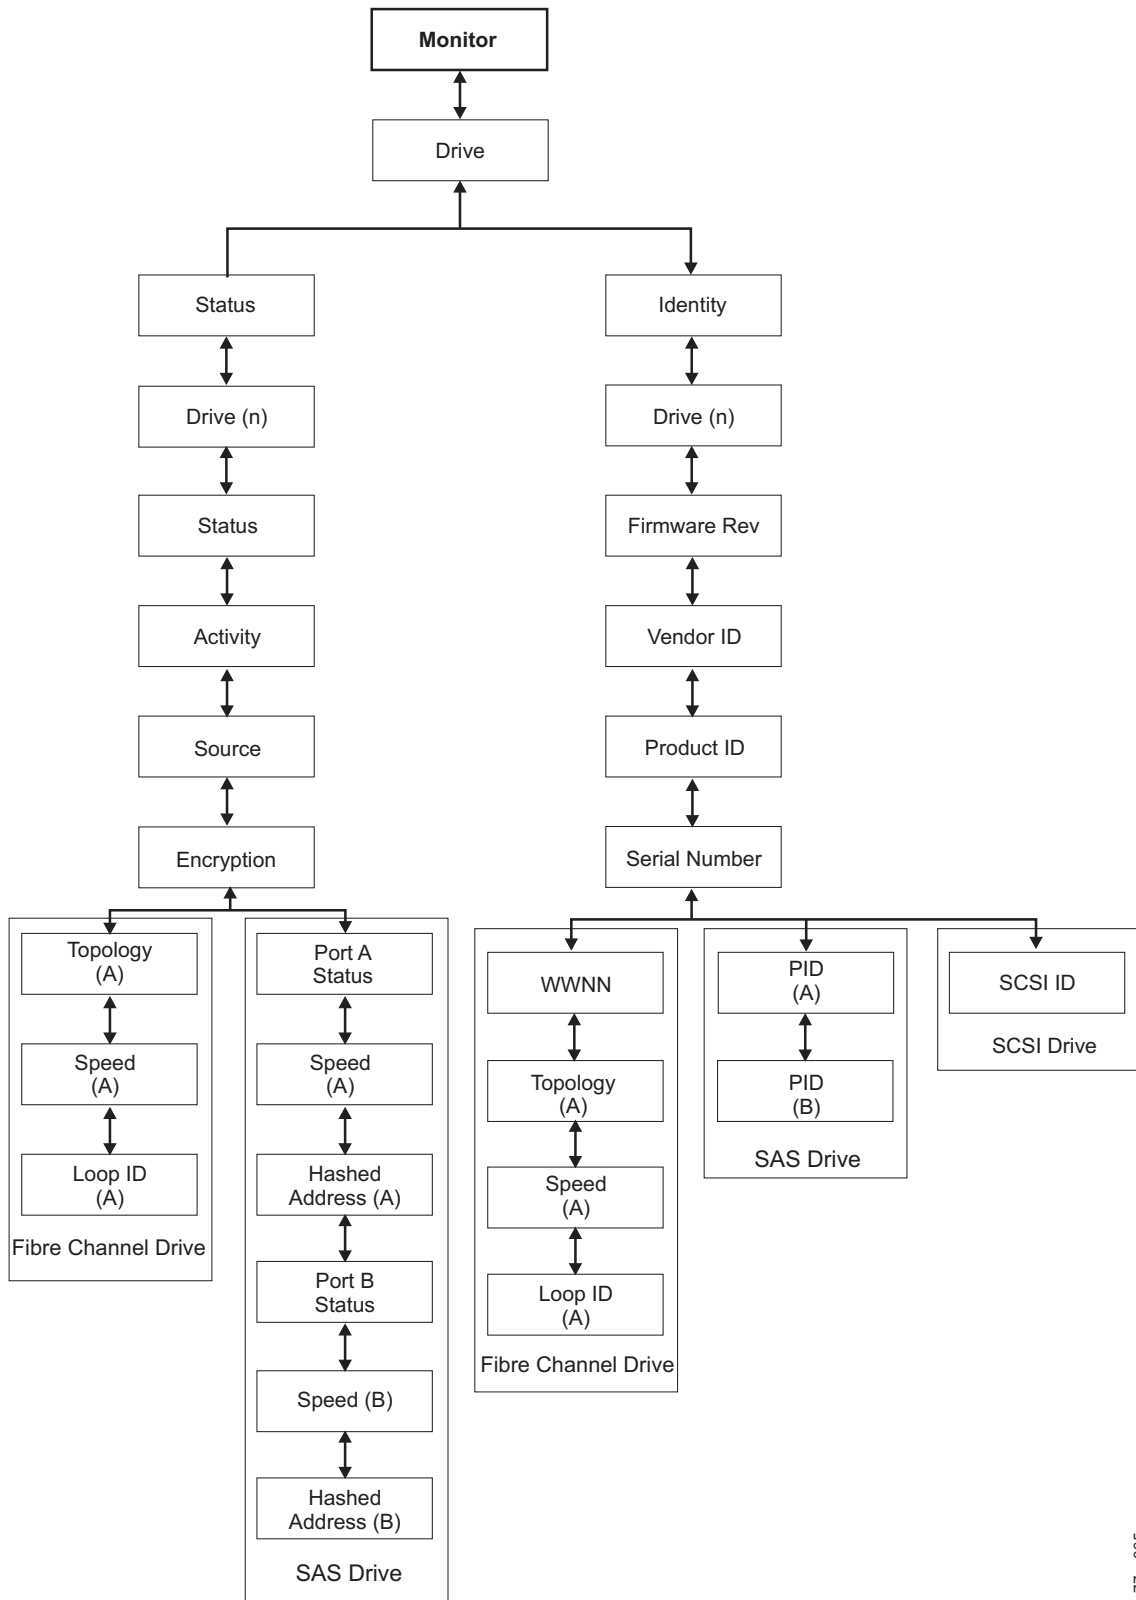 Monitor
Drive
Status
Identity
Drive (n)
Drive (n)
Status
Firmware Rev
Activity
Vendor ID
Source
Product ID
Encryption
Serial Number
Topology
(A)
Speed
(A)
Loop ID
(A)
Fibre Channel Drive
Port A
Status
Speed
(A)
Hashed
Address (A)
Port B
Status
Speed (B)
Hashed
Address (B)
SAS Drive
WWNN
Topology
(A)
Speed
(A)
Loop ID
(A)
Fibre Channel Drive
PID
(A)
PID
(B)
SAS Drive
SCSI ID
SCSI Drive